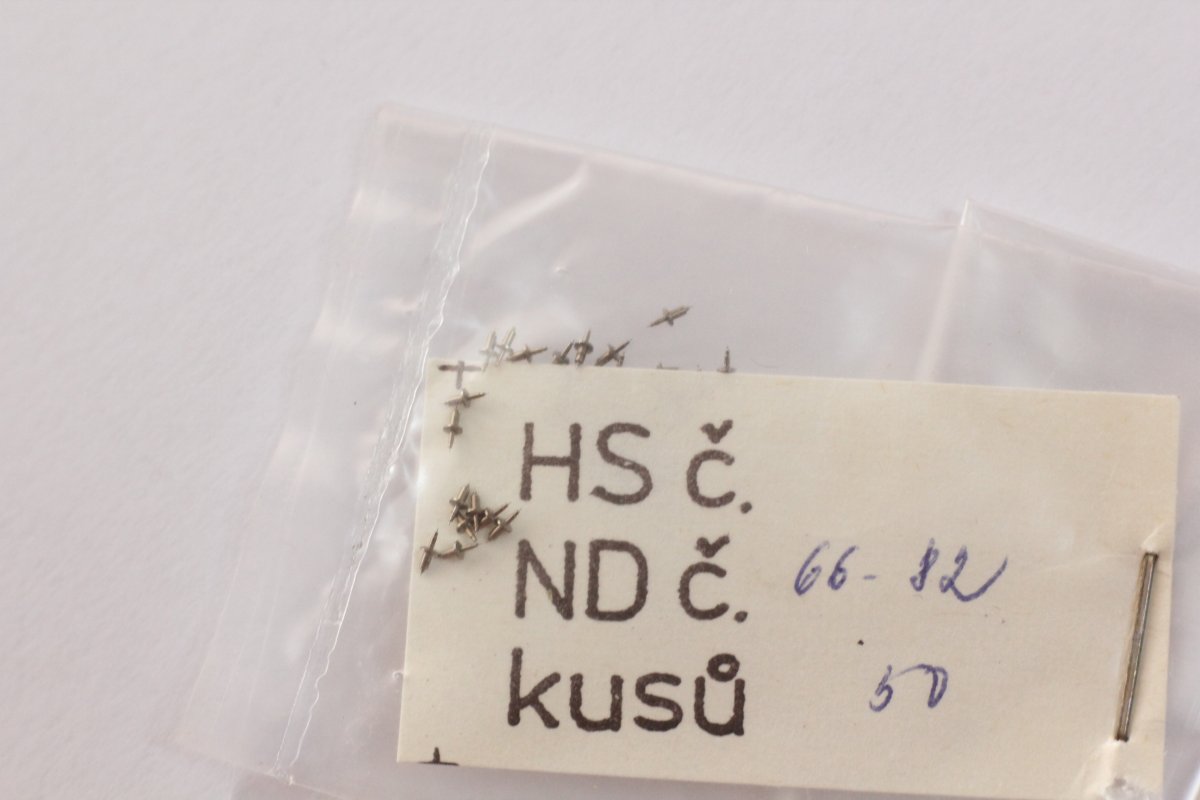 HS č.
ND č. 66-82
kusů 50